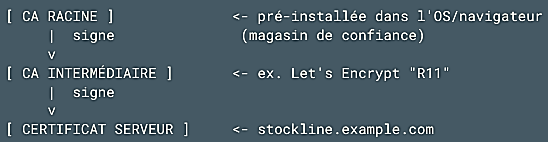 [ CA RACINE ] <- pré-installée dans l'OS/navigateur
| signe (magasin de confiance)
v
[ CA INTERMÉDIAIRE ] <- ex. Let's Encrypt "R11"
| signe
v
[ CERTIFICAT SERVEUR ] <- stockline.example.com